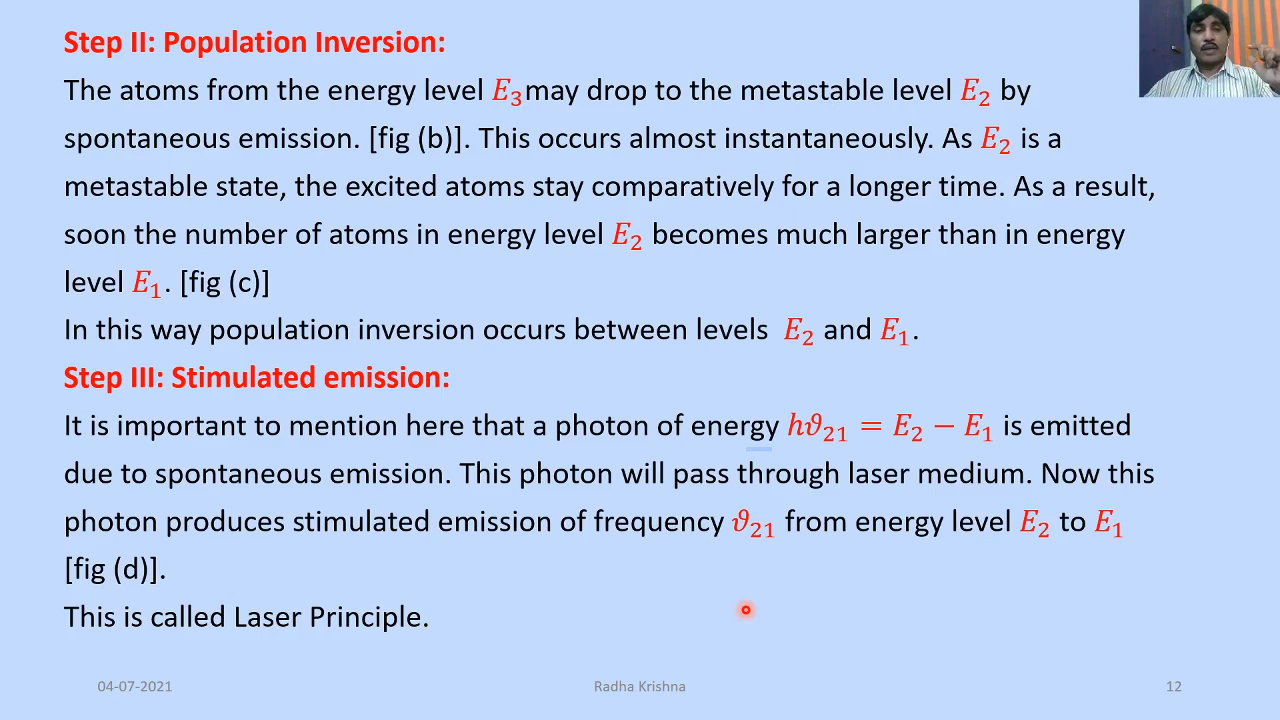 Step II: Population Inversion:
The atoms from the energy level E₃may drop to the metastable level E₂ by
spontaneous emission. [fig (b)]. This occurs almost instantaneously. As E₂ is a
metastable state, the excited atoms stay comparatively for a longer time. As a result,
soon the number of atoms in energy level E₂ becomes much larger than in energy
level E₁. [fig (c)]
In this way population inversion occurs between levels E₂ and E₁.
Step III: Stimulated emission:
It is important to mention here that a photon of energy hϑ₂₁ = E₂ − E₁ is emitted
due to spontaneous emission. This photon will pass through laser medium. Now this
photon produces stimulated emission of frequency ϑ₂₁ from energy level E₂ to E₁
[fig (d)].
This is called Laser Principle.
04-07-2021
Radha Krishna
12